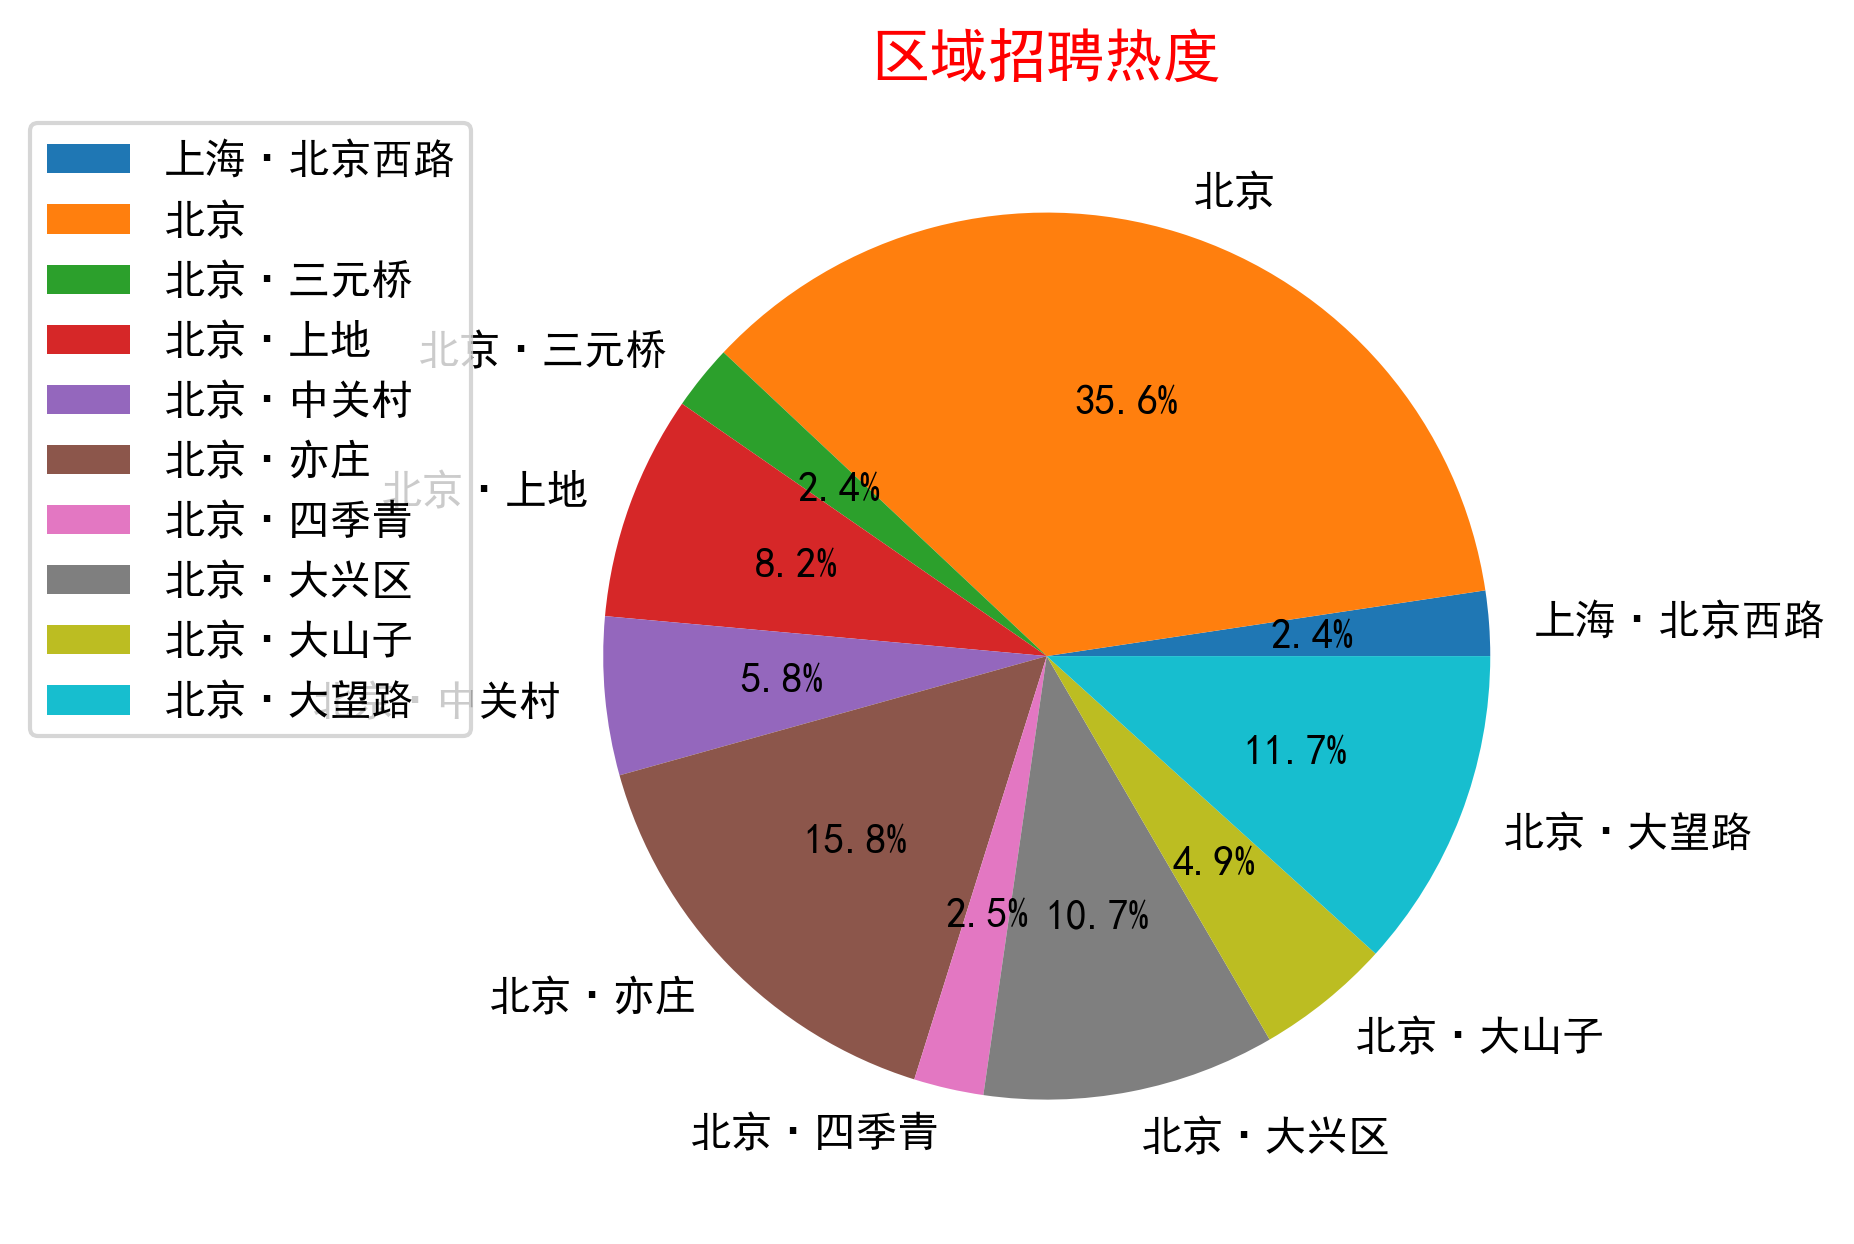 区域招聘热度
上海·北京西路
北京
北京·三元桥
北京·上地
北京·中关村
北京·亦庄
北京·四季青
北京·大兴区
北京·大山子
北京·大望路
北京
35.6%
北京·三元桥
2.4%
北京·上地
8.2%
上海·北京西路
2.4%
北京·中关村
5.8%
11.7%
北京·大望路
15.8%
4.9%
2.5%
10.7%
北京·亦庄
北京·大山子
北京·四季青
北京·大兴区